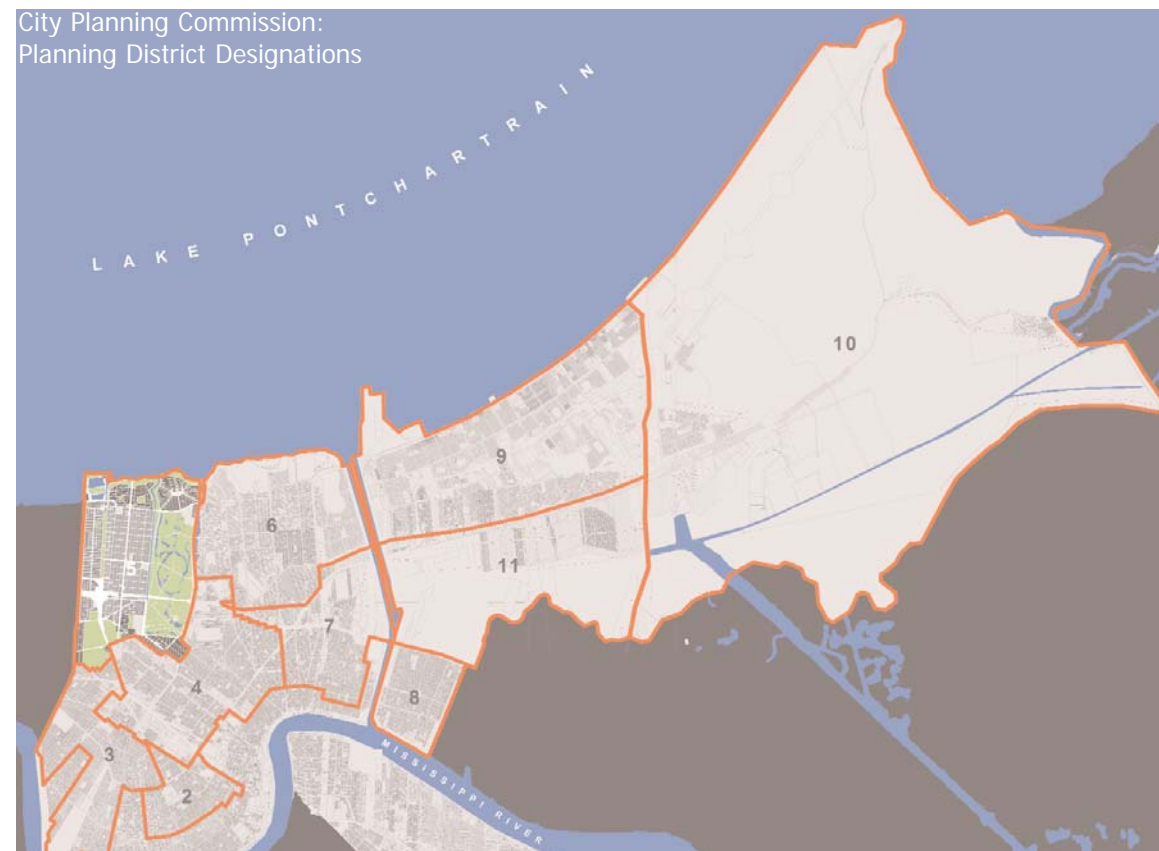 City Planning Commission:
Planning District Designations
LAKE PONTCHARTRAIN
10
9
6
5
11
7
4
8
3
2
MISSISSIPPI RIVER